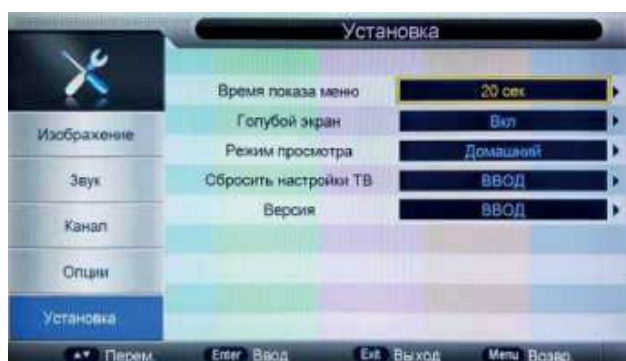 Установка
Время показа меню 20 сек
Голубой экран Вкл
Режим просмотра Домашний
Сбросить настройки ТВ ВВОД
Версия ВВОД
Изображение
Звук
Канал
Опции
Установка
Перем. Enter Ввод Exit Выход Menu Возвр.